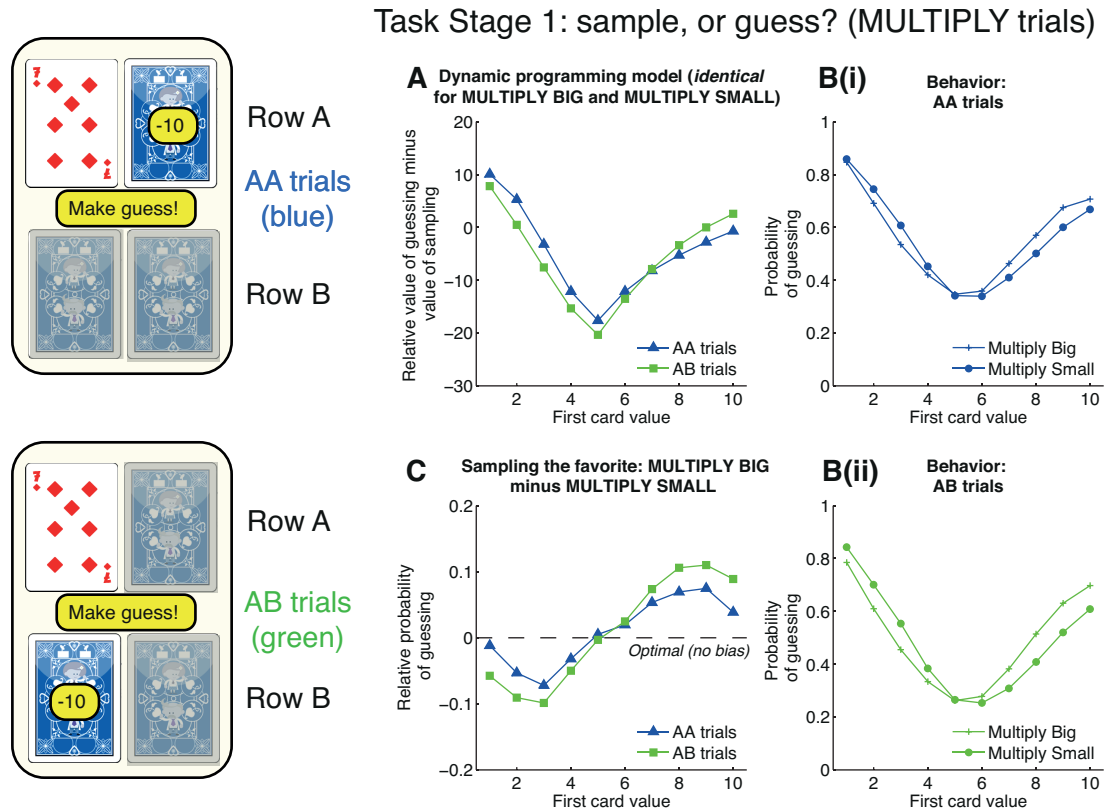 Task Stage 1: sample, or guess? (MULTIPLY trials)
7
-10
7
Make guess!
Row A
AA trials
(blue)
Row B
7
7
Make guess!
-10
Row A
AB trials
(green)
Row B
A
Dynamic programming model (identical
for MULTIPLY BIG and MULTIPLY SMALL)
Relative value of guessing minus
value of sampling
20
10
0
−10
−20
−30
AA trials
AB trials
2 4 6 8 10
First card value
B(i)
Behavior:
AA trials
Probability
of guessing
1
0.8
0.6
0.4
0.2
0
Multiply Big
Multiply Small
2 4 6 8 10
First card value
C
Sampling the favorite: MULTIPLY BIG
minus MULTIPLY SMALL
Relative probability
of guessing
0.2
0.1
0
−0.1
−0.2
Optimal (no bias)
AA trials
AB trials
2 4 6 8 10
First card value
B(ii)
Behavior:
AB trials
Probability
of guessing
1
0.8
0.6
0.4
0.2
0
Multiply Big
Multiply Small
2 4 6 8 10
First card value